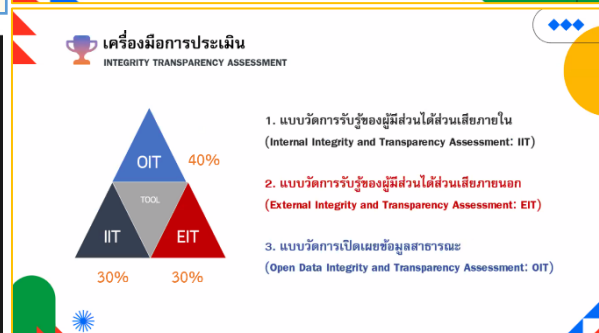 เครื่องมือการประเมิน
INTEGRITY TRANSPARENCY ASSESSMENT
OIT
40%
TOOL
IIT
EIT
30%
30%
1. แบบวัดการรับรู้ของผู้มีส่วนได้ส่วนเสียภายใน
(Internal Integrity and Transparency Assessment: IIT)
2. แบบวัดการรับรู้ของผู้มีส่วนได้ส่วนเสียภายนอก
(External Integrity and Transparency Assessment: EIT)
3. แบบวัดการเปิดเผยข้อมูลสาธารณะ
(Open Data Integrity and Transparency Assessment: OIT)